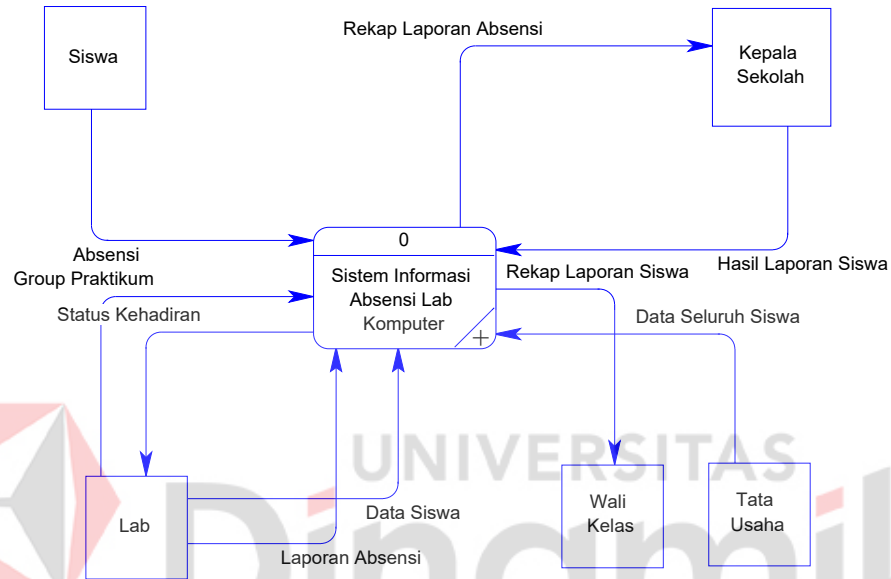 Siswa
Rekap Laporan Absensi
Kepala
Sekolah
0
Sistem Informasi
Absensi Lab
Komputer
+
Absensi
Group Praktikum
Status Kehadiran
Rekap Laporan Siswa
Hasil Laporan Siswa
Data Seluruh Siswa
UNIVERSITAS
Lab
Data Siswa
Laporan Absensi
Wali
Kelas
Tata
Usaha